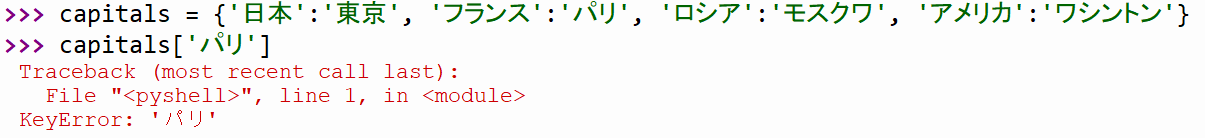 >>> capitals = {'日本':'東京', 'フランス':'パリ', 'ロシア':'モスクワ', 'アメリカ':'ワシントン'}
>>> capitals['パリ']
Traceback (most recent call last):
  File "<pyshell>", line 1, in <module>
KeyError: 'パリ'